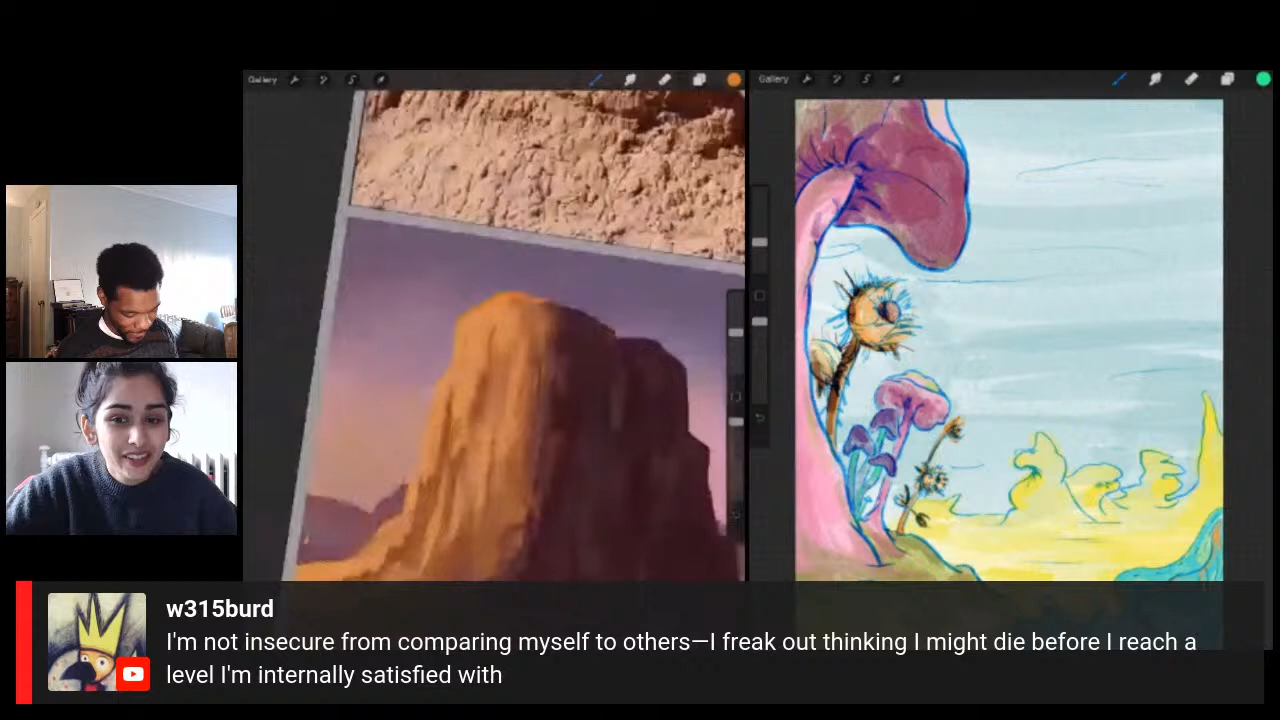 Gallery
Gallery
w315burd
I'm not insecure from comparing myself to others—I freak out thinking I might die before I reach a
level I'm internally satisfied with